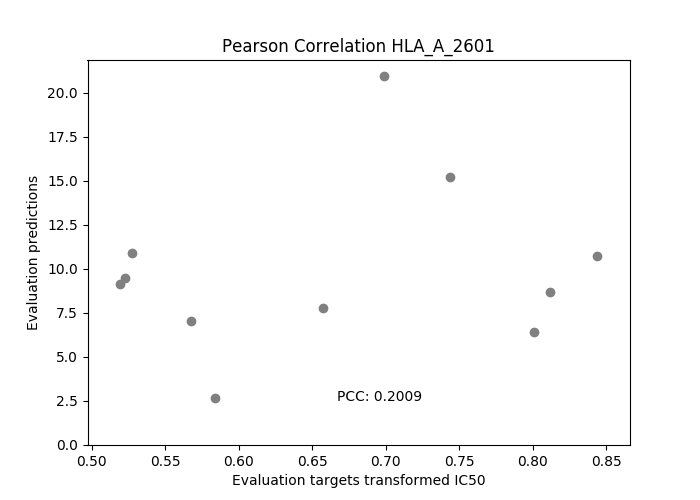 Pearson Correlation HLA_A_2601
Evaluation predictions
20.0
17.5
15.0
12.5
10.0
7.5
5.0
2.5
0.0
PCC: 0.2009
0.50 0.55 0.60 0.65 0.70 0.75 0.80 0.85
Evaluation targets transformed IC50